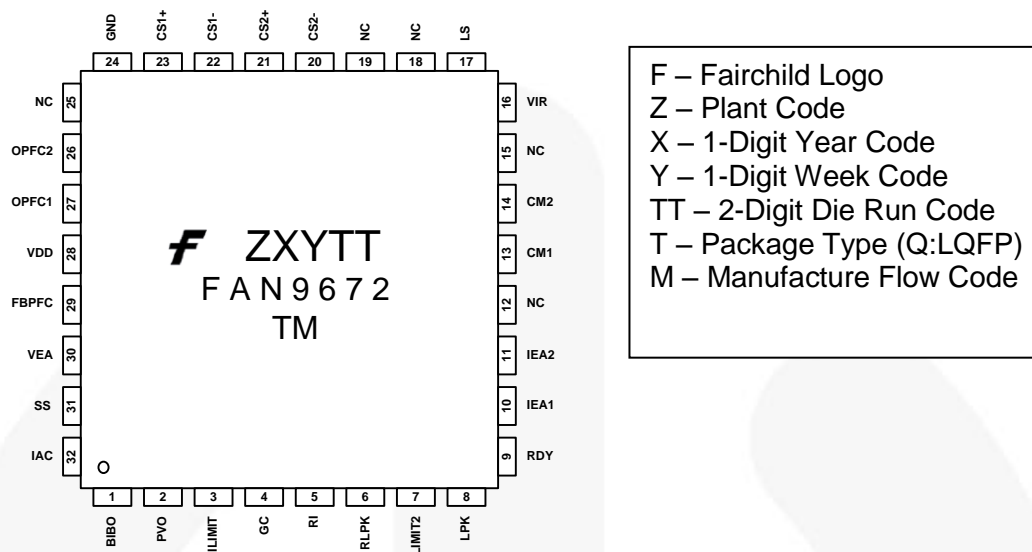 GND CS1+ CS1- CS2+ CS2- NC NC LS
24 23 22 21 20 19 18 17
NC 25
OPFC2 26
OPFC1 27
VDD 28
FBPFC 29
VEA 30
SS 31
IAC 32
ZXYTT
FAN9672
TM
16 VIR
15 NC
14 CM2
13 CM1
12 NC
11 IEA2
10 IEA1
9 RDY
1 2 3 4 5 6 7 8
BIBO PVO ILIMIT GC RI RLPK LIMIT2 LPK
F – Fairchild Logo
Z – Plant Code
X – 1-Digit Year Code
Y – 1-Digit Week Code
TT – 2-Digit Die Run Code
T – Package Type (Q:LQFP)
M – Manufacture Flow Code